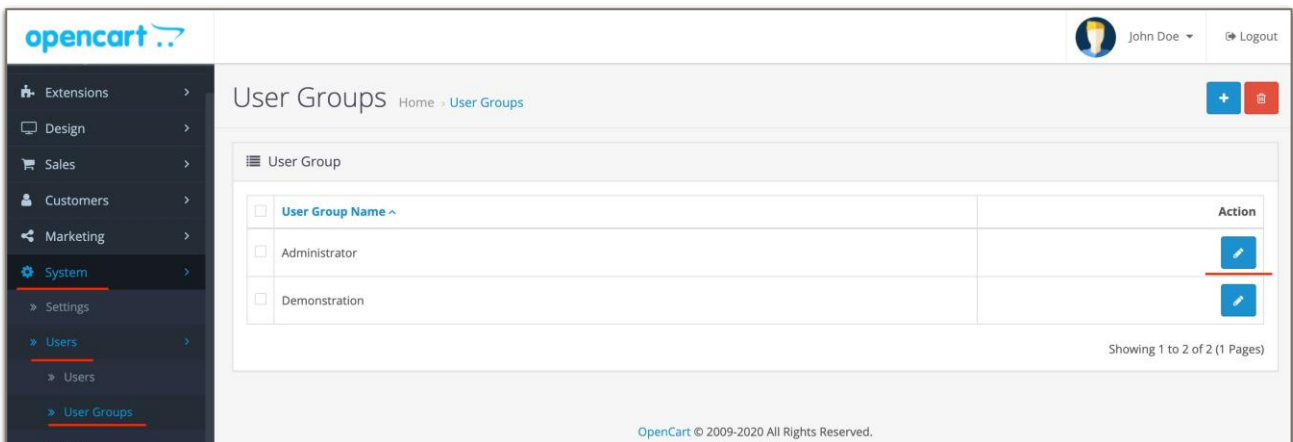 opencart
John Doe
Logout
Extensions
Design
Sales
Customers
Marketing
System
Settings
Users
Users
User Groups
User Groups
Home › User Groups
User Group
User Group Name
Action
Administrator
Demonstration
Showing 1 to 2 of 2 (1 Pages)
OpenCart © 2009-2020 All Rights Reserved.